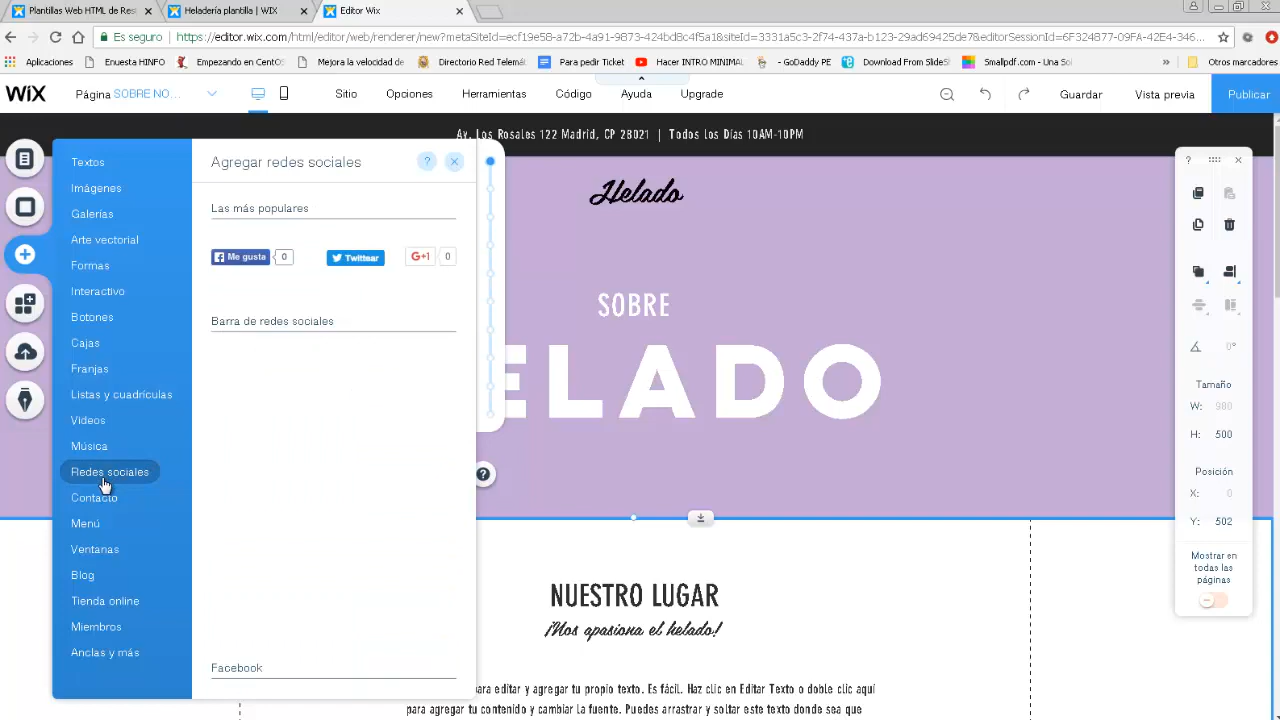 Plantillas Web HTML de Res
Heladería plantilla | WIX
Editor Wix
Es seguro
https://editor.wix.com/html/editor/web/renderer/new?metaSiteId=ecf19e58-a72b-4a91-9873-424bd8c4f5a1&siteId=3331a5c3-2f74-437a-b123-29ad69425de7&editorSessionId=6F324B77-09FA-42E4-346...
Aplicaciones
Enuesta HINFO
Empezando en CentO
Mejora la velocidad de
Directorio Red Telemá
Para pedir Ticket
Hacer INTRO MINIMAL
- GoDaddy PE
Download From SlideS
Smallpdf.com - Una Sol
»
Otros marcadores
WiX
Página SOBRE NO...
Sitio
Opciones
Herramientas
Código
Ayuda
Upgrade
Guardar
Vista previa
Publicar
Av. Los Rosales 122 Madrid, CP 28021 | Todos los Días 10AM-10PM
Textos
Imágenes
Galerías
Arte vectorial
Formas
Interactivo
Botones
Cajas
Franjas
Listas y cuadrículas
Videos
Música
Redes sociales
Contacto
Menú
Ventanas
Blog
Tienda online
Miembros
Anclas y más
Agregar redes sociales
?
Las más populares
Me gusta
0
Twittear
G+1
0
Barra de redes sociales
Facebook
Helado
SOBRE
ELADO
?
NUESTRO LUGAR
¡Nos apasiona el helado!
para editar y agregar tu propio texto. Es fácil. Haz clic en Editar Texto o doble clic aquí
para agregar tu contenido y cambiar la fuente. Puedes arrastrar y soltar este texto donde sea que
?
0°
Tamaño
W: 980
H: 500
Posición
X: 0
Y: 502
Mostrar en
todas las
páginas